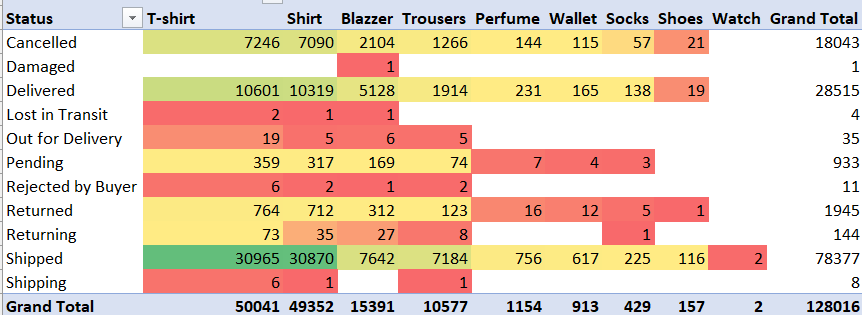 Status T-shirt Shirt Blazzer Trousers Perfume Wallet Socks Shoes Watch Grand Total
Cancelled 7246 7090 2104 1266 144 115 57 21 18043
Damaged 1 1
Delivered 10601 10319 5128 1914 231 165 138 19 28515
Lost in Transit 2 1 1 4
Out for Delivery 19 5 6 5 35
Pending 359 317 169 74 7 4 3 933
Rejected by Buyer 6 2 1 2 11
Returned 764 712 312 123 16 12 5 1 1945
Returning 73 35 27 8 1 144
Shipped 30965 30870 7642 7184 756 617 225 116 2 78377
Shipping 6 1 1 8
Grand Total 50041 49352 15391 10577 1154 913 429 157 2 128016